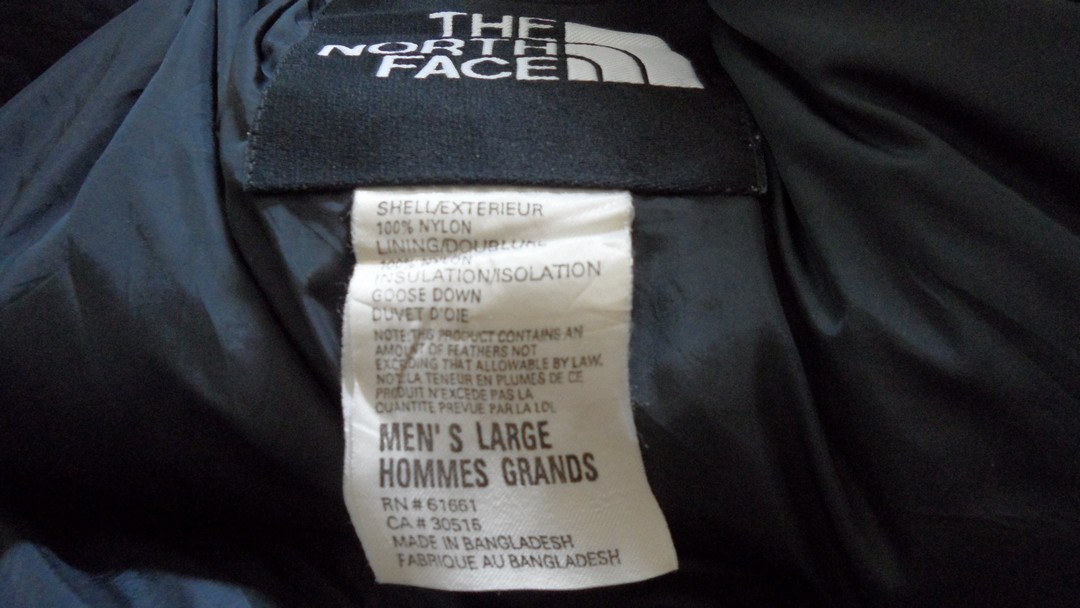 THE
NORTH
FACE
SHELL/EXTERIEUR
100% NYLON
LINING/DOUBLURE
100% NYLON
INSULATION/ISOLATION
GOOSE DOWN
DUVET D'OIE
NOTE:THIS PRODUCT CONTAINS AN
AMOUNT OF FEATHERS NOT
EXCEDING THAT ALLOWABLE BY LAW.
NOTE:LA TENEUR EN PLUMES DE CE
PRODUIT N'EXCEDE PAS LA
QUANTITE PREVUE PAR LA LOI.
MEN'S LARGE
HOMMES GRANDS
RN # 61661
CA # 30516
MADE IN BANGLADESH
FABRIQUE AU BANGLADESH